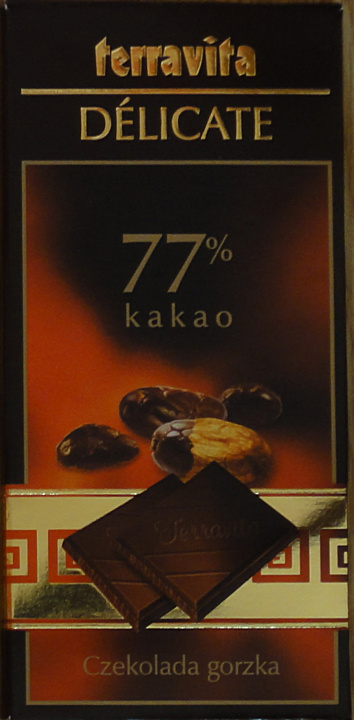 terravita
DÉLICATE
77%
kakao
Terravita
Czekolada gorzka